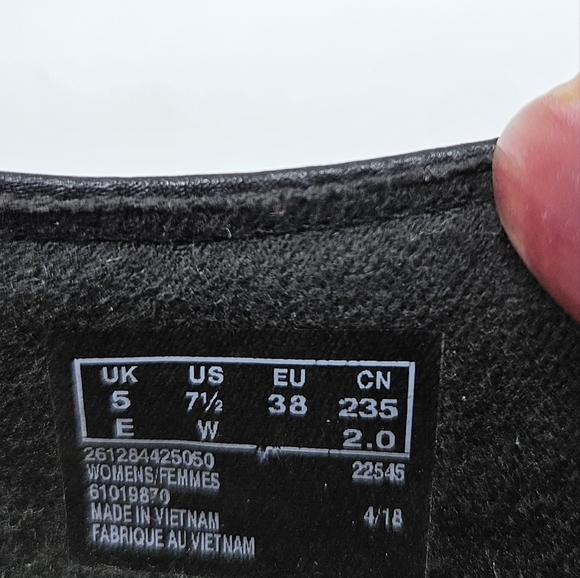 UK US EU CN
5 7½ 38 235
E W 2.0
261284425050 22545
WOMENS/FEMMES
61019870
MADE IN VIETNAM 4/18
FABRIQUE AU VIETNAM